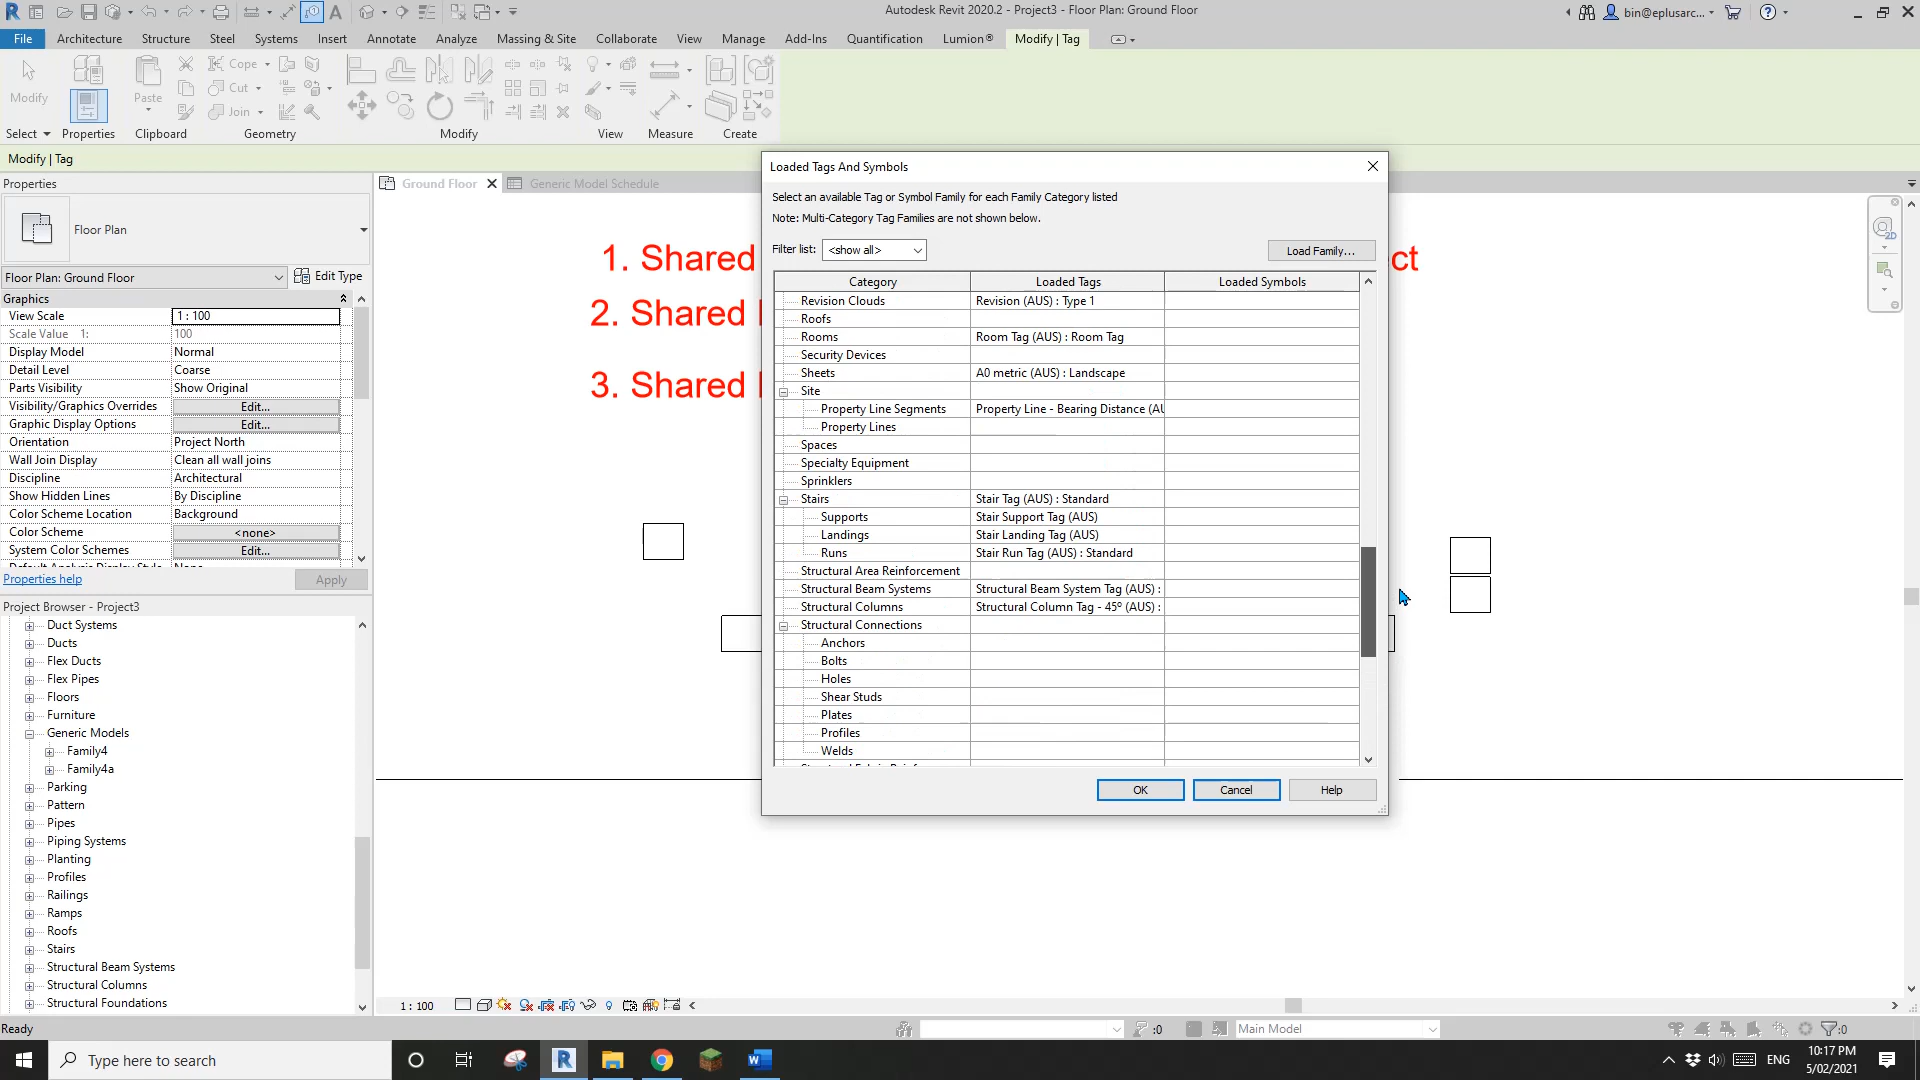 Autodesk Revit 2020.2 - Project3 - Floor Plan: Ground Floor
bin@eplusarc...
File Architecture Structure Steel Systems Insert Annotate Analyze Massing & Site Collaborate View Manage Add-Ins Quantification Lumion® Modify | Tag
Modify
Paste
Cope
Cut
Join
Select Properties Clipboard Geometry Modify View Measure Create
Modify | Tag
Properties
Floor Plan
Floor Plan: Ground Floor Edit Type
Graphics
View Scale 1 : 100
Scale Value 1: 100
Display Model Normal
Detail Level Coarse
Parts Visibility Show Original
Visibility/Graphics Overrides Edit...
Graphic Display Options Edit...
Orientation Project North
Wall Join Display Clean all wall joins
Discipline Architectural
Show Hidden Lines By Discipline
Color Scheme Location Background
Color Scheme <none>
System Color Schemes Edit...
Properties help Apply
Project Browser - Project3
Duct Systems
Ducts
Flex Ducts
Flex Pipes
Floors
Furniture
Generic Models
Family4
Family4a
Parking
Pattern
Pipes
Piping Systems
Planting
Profiles
Railings
Ramps
Roofs
Stairs
Structural Beam Systems
Structural Columns
Structural Foundations
Ground Floor Generic Model Schedule
1. Shared
ct
2. Shared
3. Shared
Loaded Tags And Symbols
Select an available Tag or Symbol Family for each Family Category listed
Note: Multi-Category Tag Families are not shown below.
Filter list: <show all> Load Family...
Category Loaded Tags Loaded Symbols
Revision Clouds Revision (AUS) : Type 1
Roofs
Rooms Room Tag (AUS) : Room Tag
Security Devices
Sheets A0 metric (AUS) : Landscape
Site
Property Line Segments Property Line - Bearing Distance (AU
Property Lines
Spaces
Specialty Equipment
Sprinklers
Stairs Stair Tag (AUS) : Standard
Supports Stair Support Tag (AUS)
Landings Stair Landing Tag (AUS)
Runs Stair Run Tag (AUS) : Standard
Structural Area Reinforcement
Structural Beam Systems Structural Beam System Tag (AUS) :
Structural Columns Structural Column Tag - 45º (AUS) :
Structural Connections
Anchors
Bolts
Holes
Shear Studs
Plates
Profiles
Welds
OK Cancel Help
1 : 100
Ready
:0
Main Model
:0
Type here to search
ENG
10:17 PM
5/02/2021